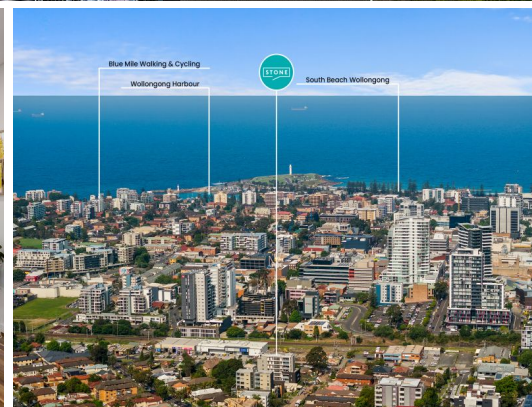 Blue Mile Walking & Cycling
Wollongong Harbour
STONE
South Beach Wollongong